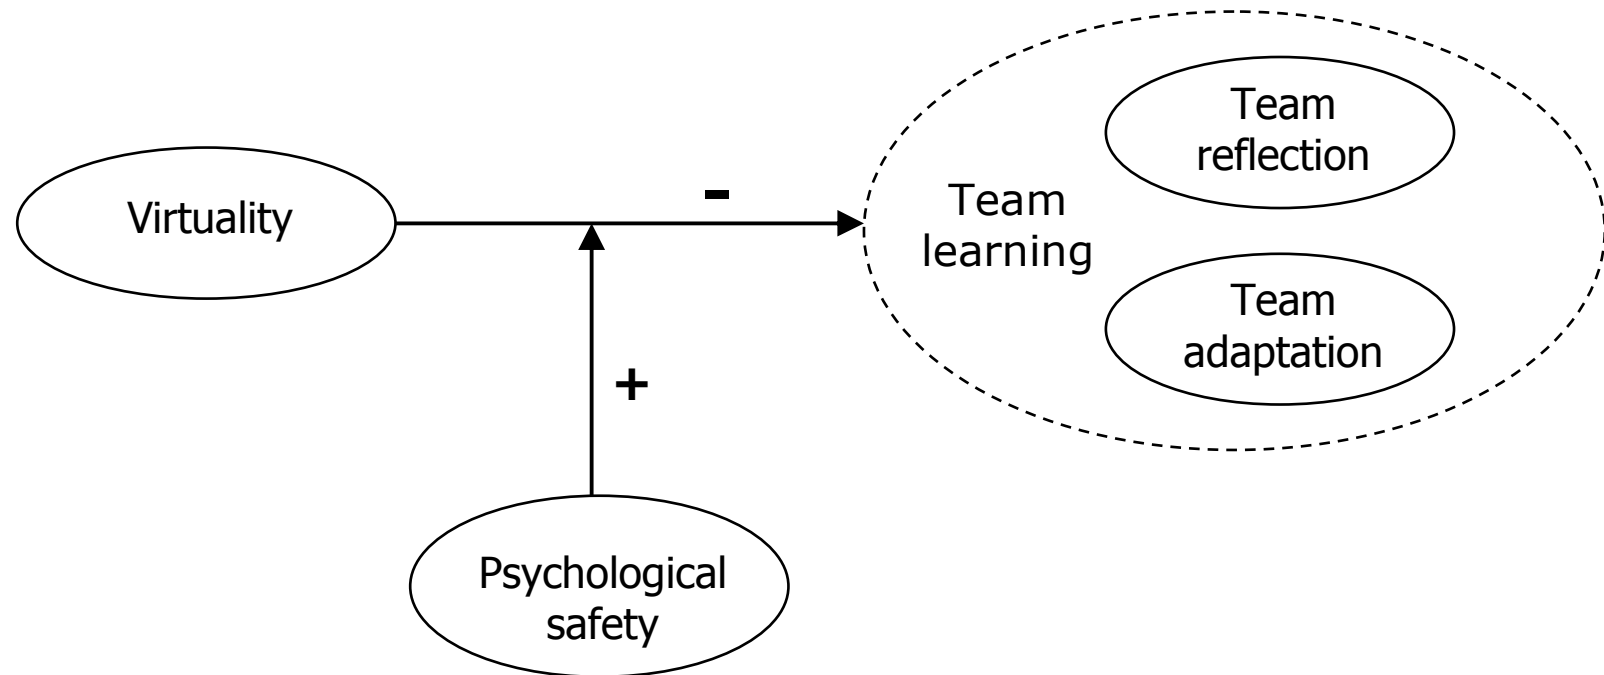 Virtuality
-
Team
learning
Team
reflection
Team
adaptation
+
Psychological
safety